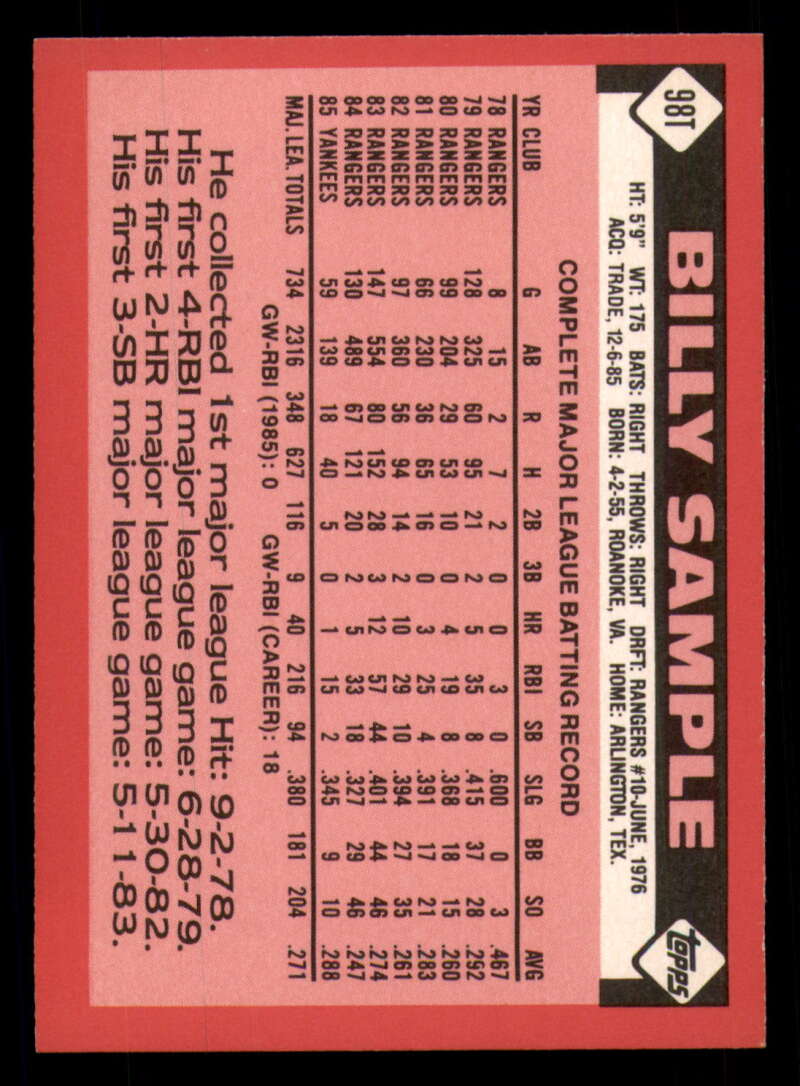 98T
BILLY SAMPLE
topps
HT: 5'9" WT: 175 BATS: RIGHT THROWS: RIGHT DRFT: RANGERS #10-JUNE, 1976
ACQ: TRADE, 12-6-85 BORN: 4-2-55, ROANOKE, VA. HOME: ARLINGTON, TEX.
COMPLETE MAJOR LEAGUE BATTING RECORD
YR CLUB G AB R H 2B 3B HR RBI SB SLG BB SO AVG
78 RANGERS 8 15 2 7 2 0 0 3 0 .600 0 3 .467
79 RANGERS 128 325 60 95 21 2 5 35 8 .415 37 28 .292
80 RANGERS 99 204 29 53 10 0 4 19 8 .368 18 15 .260
81 RANGERS 66 230 36 65 16 0 3 25 4 .391 17 21 .283
82 RANGERS 97 360 56 94 14 2 10 29 10 .394 27 35 .261
83 RANGERS 147 554 80 152 28 3 12 57 44 .401 44 46 .274
84 RANGERS 130 489 67 121 20 2 5 33 18 .327 29 46 .247
85 YANKEES 59 139 18 40 5 0 1 15 2 .345 9 10 .288
MAJ. LEA. TOTALS 734 2316 348 627 116 9 40 216 94 .380 181 204 .271
GW-RBI (1985): 0 GW-RBI (CAREER): 18
He collected 1st major league Hit: 9-2-78.
His first 4-RBI major league game: 6-28-79.
His first 2-HR major league game: 5-30-82.
His first 3-SB major league game: 5-11-83.